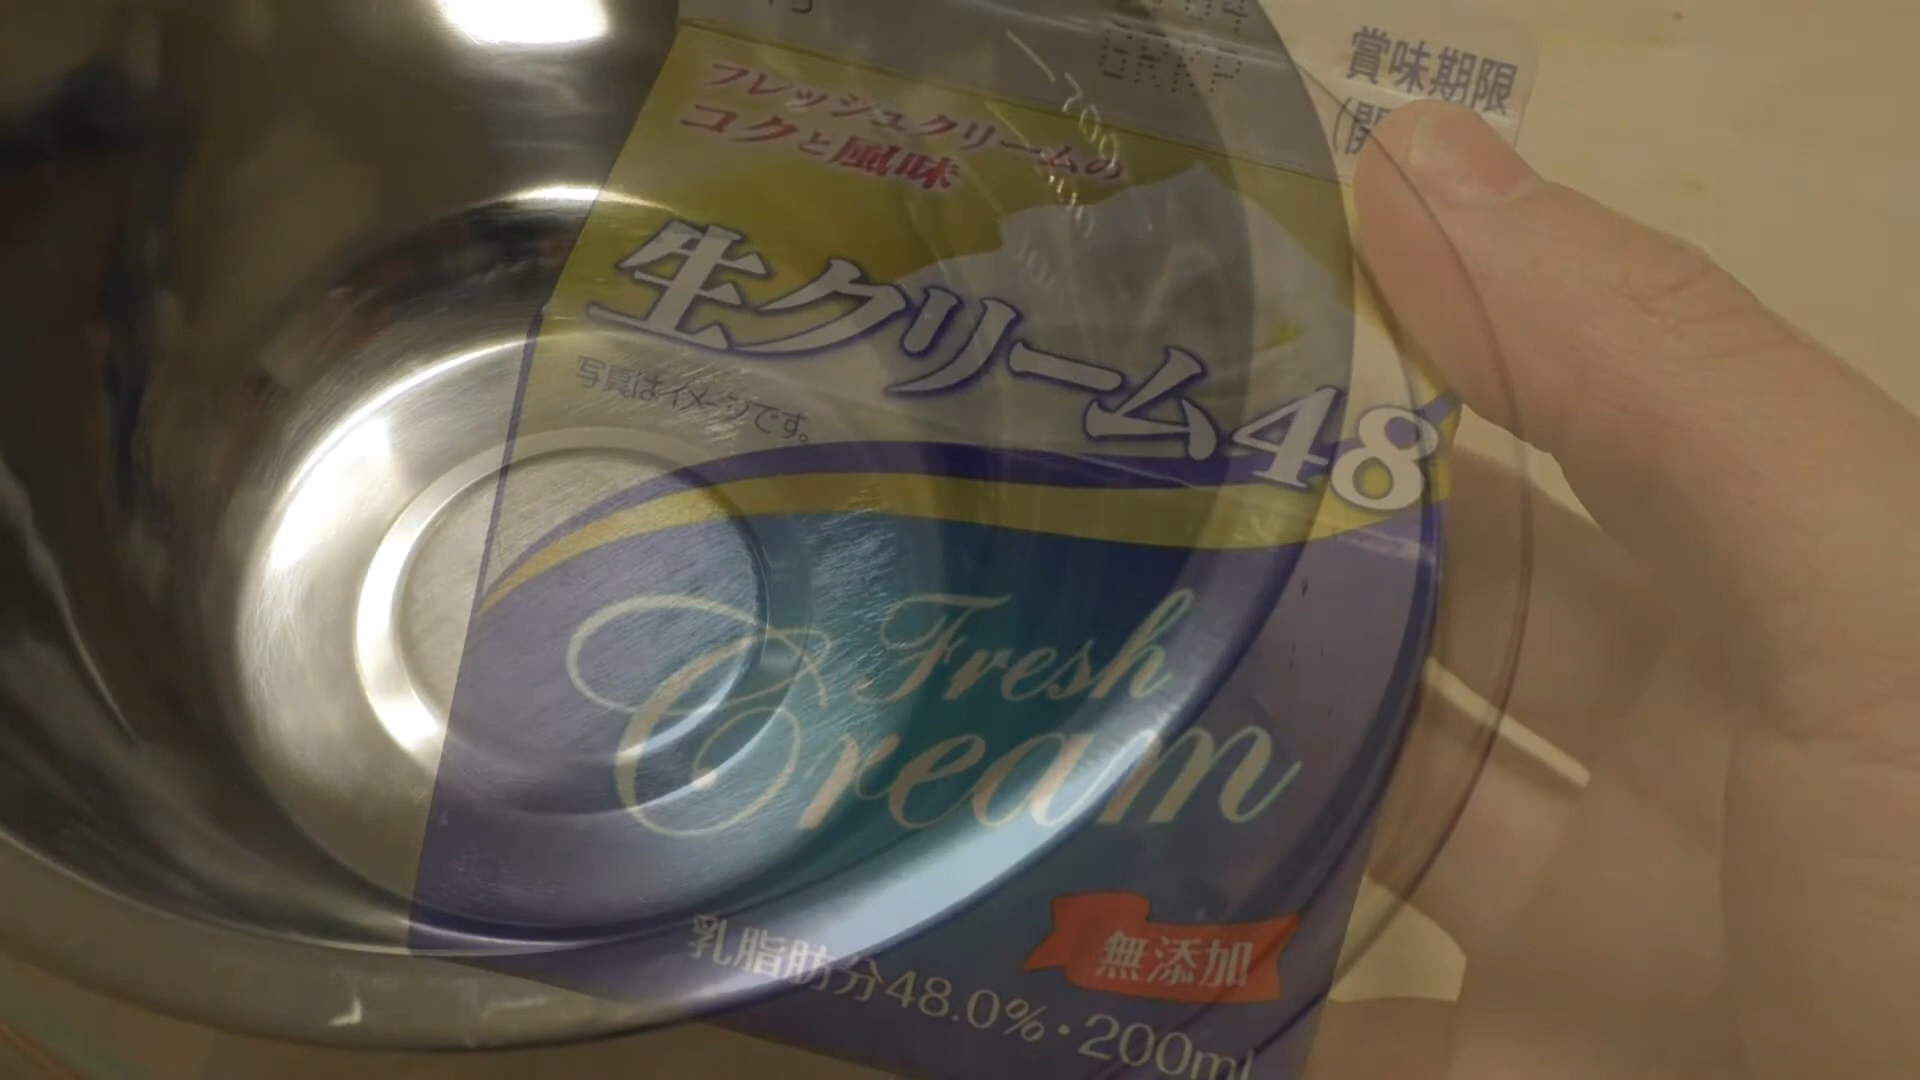 賞味期限
フレッシュクリームの
コクと風味
生クリーム48
写真はイメージです。
Fresh
Cream
無添加
乳脂肪分48.0%・200ml